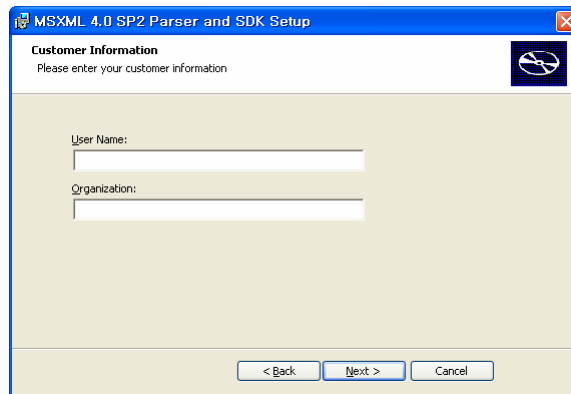 MSXML 4.0 SP2 Parser and SDK Setup
Customer Information
Please enter your customer information
User Name:
Organization:
< Back
Next >
Cancel